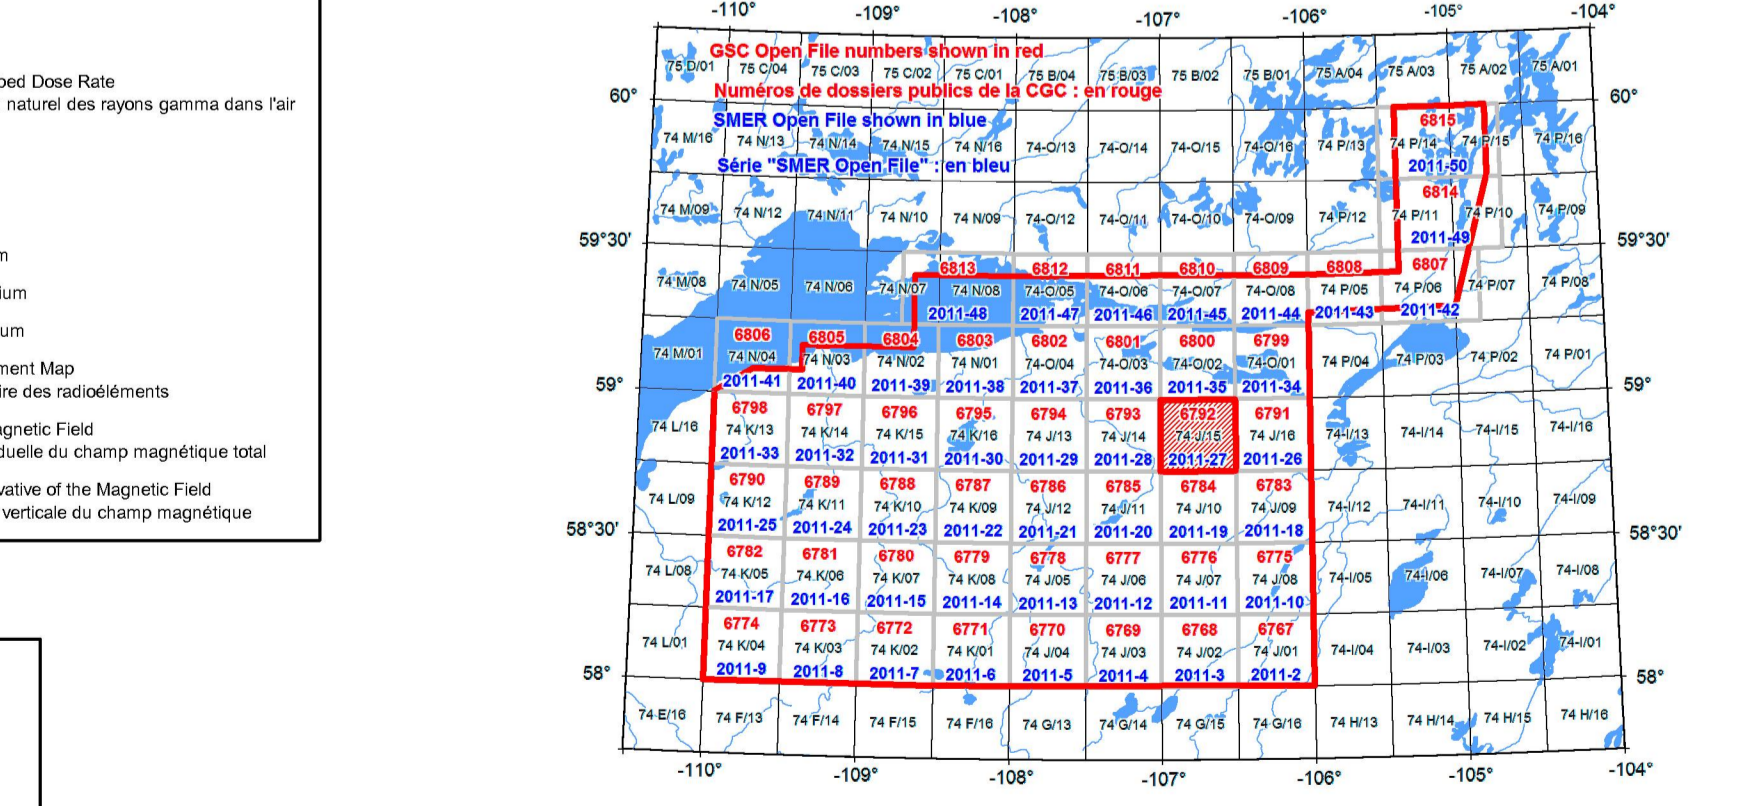 ped Dose Rate
naturel des rayons gamma dans l'air
m
ium
um
ment Map
ire des radioéléments
agnetic Field
duelle du champ magnétique total
vative of the Magnetic Field
verticale du champ magnétique
-110° -109° -108° -107° -106° -105° -104°
GSC Open File numbers shown in red
75 D/01 75 C/04 75 C/03 75 C/02 75 C/01 75 B/04 75 B/03 75 B/02 75 B/01 75 A/04 75 A/03 75 A/02 75 A/01
Numéros de dossiers publics de la CGC : en rouge
60° 60°
SMER Open File shown in blue
6815
74 M/16 74 N/13 74 N/14 74 N/15 74 N/16 74-O/13 74-O/14 74-O/15 74-O/16 74 P/13 74 P/14 74 P/15 74 P/16
Série "SMER Open File" : en bleu
2011-50
6814
74 M/09 74 N/12 74 N/11 74 N/10 74 N/09 74-O/12 74-O/11 74-O/10 74-O/09 74 P/12 74 P/11 74 P/10 74 P/09
2011-49
59°30' 59°30'
6813 6812 6811 6810 6809 6808 6807
74 M/08 74 N/05 74 N/06 74 N/07 74 N/08 74-O/05 74-O/06 74-O/07 74-O/08 74 P/05 74 P/06 74 P/07 74 P/08
2011-48 2011-47 2011-46 2011-45 2011-44 2011-43 2011-42
6806 6805 6804 6803 6802 6801 6800 6799
74 M/01 74 N/04 74 N/03 74 N/02 74 N/01 74-O/04 74-O/03 74-O/02 74-O/01 74 P/04 74 P/03 74 P/02 74 P/01
59° 2011-41 2011-40 2011-39 2011-38 2011-37 2011-36 2011-35 2011-34 59°
6798 6797 6796 6795 6794 6793 6792 6791
74 L/16 74 K/13 74 K/14 74 K/15 74 K/16 74 J/13 74 J/14 74 J/15 74 J/16 74-I/13 74-I/14 74-I/15 74-I/16
2011-33 2011-32 2011-31 2011-30 2011-29 2011-28 2011-27 2011-26
6790 6789 6788 6787 6786 6785 6784 6783
74 L/09 74 K/12 74 K/11 74 K/10 74 K/09 74 J/12 74 J/11 74 J/10 74 J/09 74-I/12 74-I/11 74-I/10 74-I/09
58°30' 2011-25 2011-24 2011-23 2011-22 2011-21 2011-20 2011-19 2011-18 58°30'
6782 6781 6780 6779 6778 6777 6776 6775
74 L/08 74 K/05 74 K/06 74 K/07 74 K/08 74 J/05 74 J/06 74 J/07 74 J/08 74-I/05 74-I/06 74-I/07 74-I/08
2011-17 2011-16 2011-15 2011-14 2011-13 2011-12 2011-11 2011-10
6774 6773 6772 6771 6770 6769 6768 6767
74 L/01 74 K/04 74 K/03 74 K/02 74 K/01 74 J/04 74 J/03 74 J/02 74 J/01 74-I/04 74-I/03 74-I/02 74-I/01
58° 2011-9 2011-8 2011-7 2011-6 2011-5 2011-4 2011-3 2011-2 58°
74 E/16 74 F/13 74 F/14 74 F/15 74 F/16 74 G/13 74 G/14 74 G/15 74 G/16 74 H/13 74 H/14 74 H/15 74 H/16
-110° -109° -108° -107° -106° -105° -104°